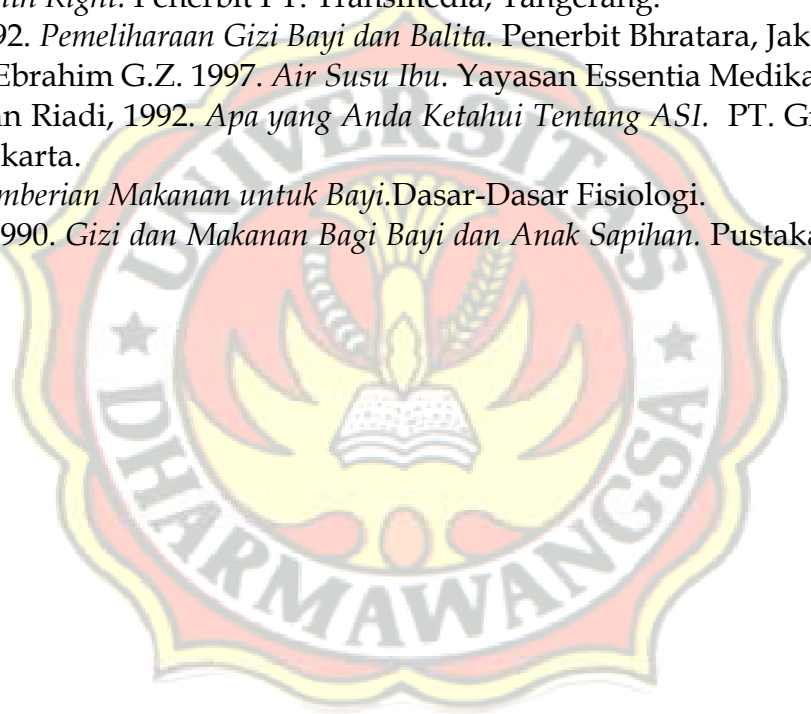 Right. Penerbit PT. Transmedia, Tangerang.
92. Pemeliharaan Gizi Bayi dan Balita. Penerbit Bhratara, Jak
Ebrahim G.Z. 1997. Air Susu Ibu. Yayasan Essentia Medika
an Riadi, 1992. Apa yang Anda Ketahui Tentang ASI. PT. G
karta.
mberian Makanan untuk Bayi.Dasar-Dasar Fisiologi.
990. Gizi dan Makanan Bagi Bayi dan Anak Sapihan. Pustaka
UNIVERSITAS
DHARMAWANGSA